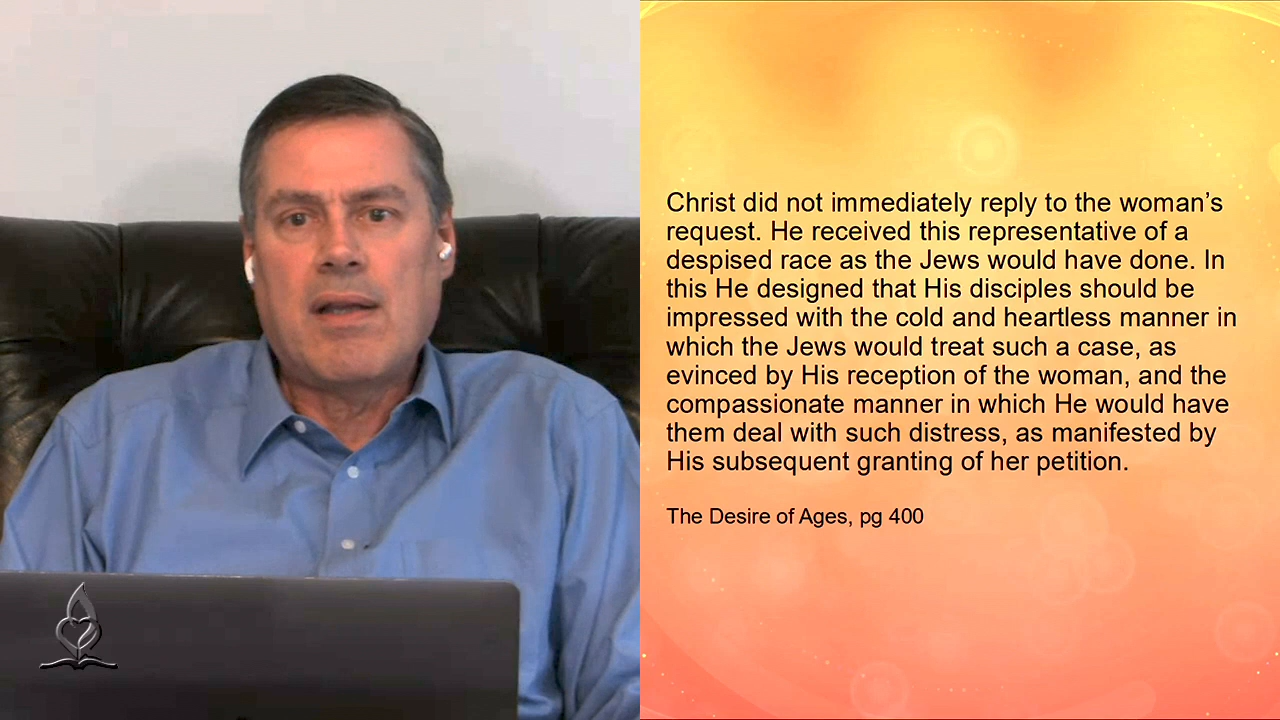 Christ did not immediately reply to the woman’s
request. He received this representative of a
despised race as the Jews would have done. In
this He designed that His disciples should be
impressed with the cold and heartless manner in
which the Jews would treat such a case, as
evinced by His reception of the woman, and the
compassionate manner in which He would have
them deal with such distress, as manifested by
His subsequent granting of her petition.
The Desire of Ages, pg 400